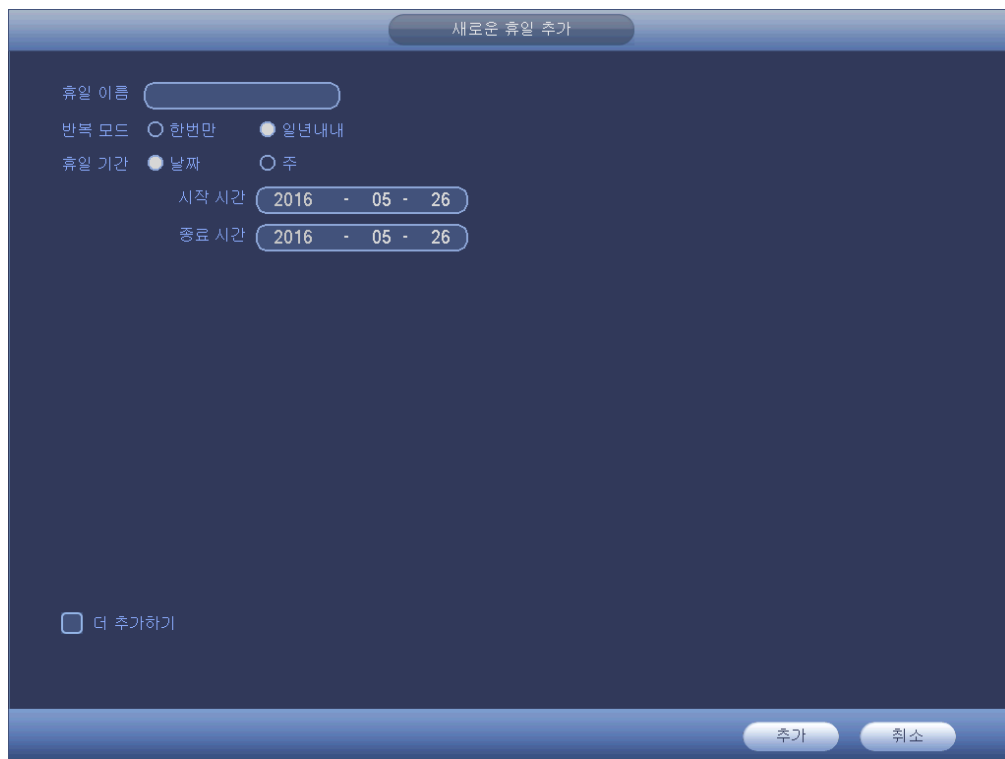 새로운 휴일 추가
휴일 이름
반복 모드 한번만 일년내내
휴일 기간 날짜 주
시작 시간 2016 - 05 - 26
종료 시간 2016 - 05 - 26
더 추가하기
추가 취소